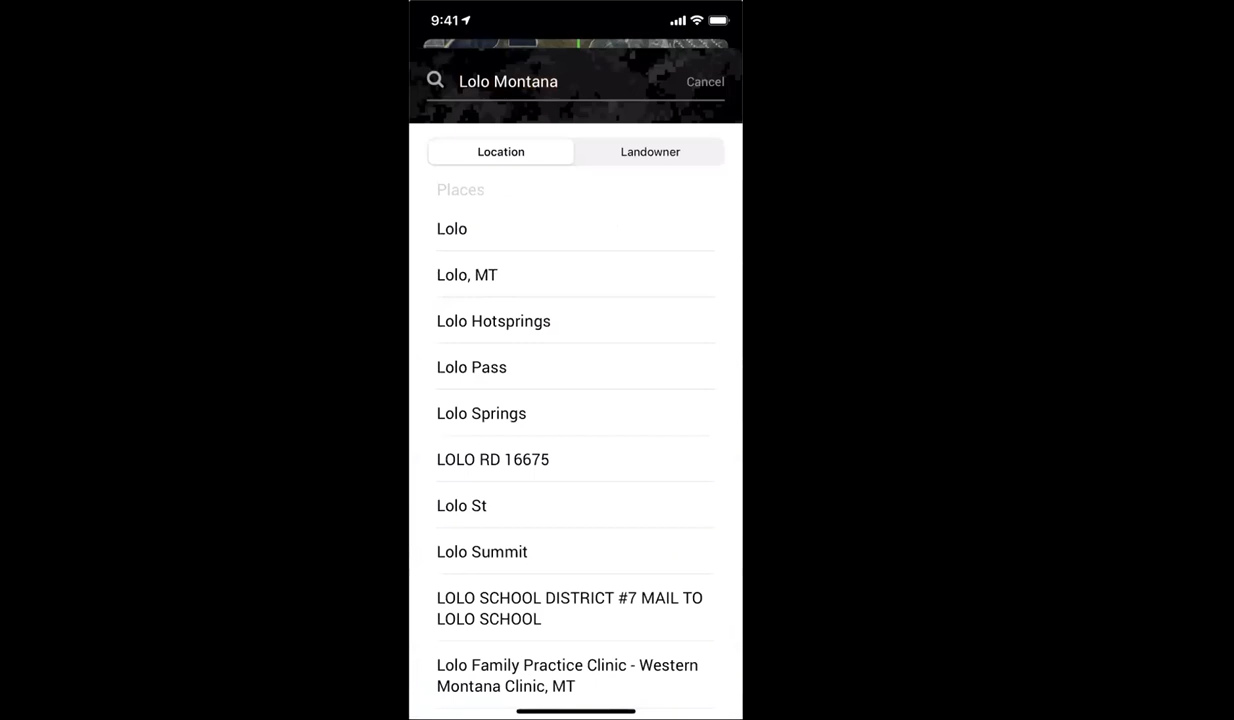 9:41
Lolo Montana
Cancel
Location
Landowner
Places
Lolo
Lolo, MT
Lolo Hotsprings
Lolo Pass
Lolo Springs
LOLO RD 16675
Lolo St
Lolo Summit
LOLO SCHOOL DISTRICT #7 MAIL TO
LOLO SCHOOL
Lolo Family Practice Clinic - Western
Montana Clinic, MT